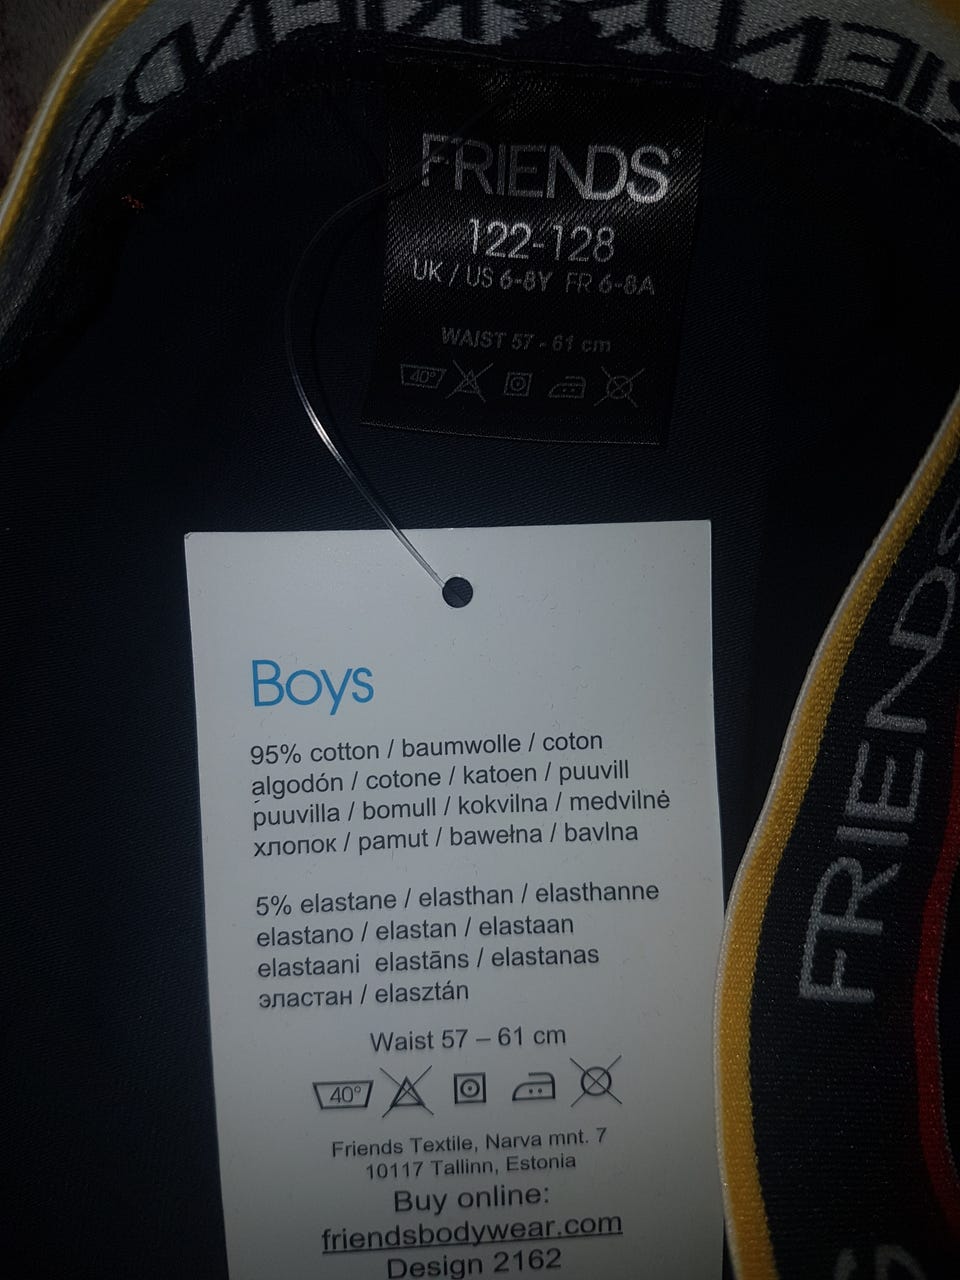 FRIENDS
FRIENDS®
122-128
UK / US 6-8Y FR 6-8A
WAIST 57 - 61 cm
40°
Boys
95% cotton / baumwolle / coton
algodón / cotone / katoen / puuvill
puuvilla / bomull / kokvilna / medvilnė
хлопок / pamut / bawełna / bavlna
5% elastane / elasthan / elasthanne
elastano / elastan / elastaan
elastaani elastāns / elastanas
эластан / elasztán
Waist 57 – 61 cm
40°
Friends Textile, Narva mnt. 7
10117 Tallinn, Estonia
Buy online:
friendsbodywear.com
Design 2162
FRIENDS